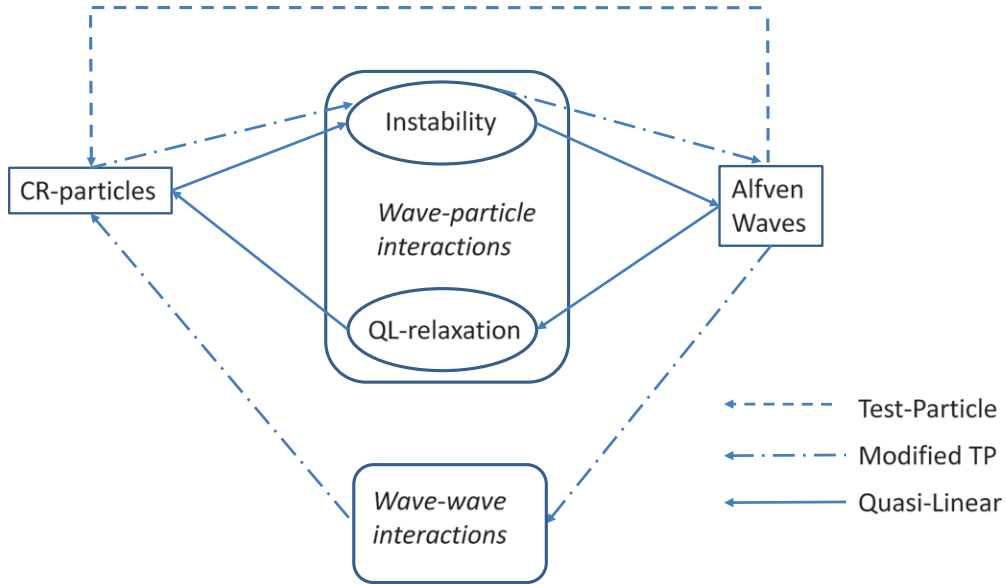 Instability
CR-particles
Alfven
Waves
Wave-particle
interactions
QL-relaxation
Test-Particle
Modified TP
Quasi-Linear
Wave-wave
interactions